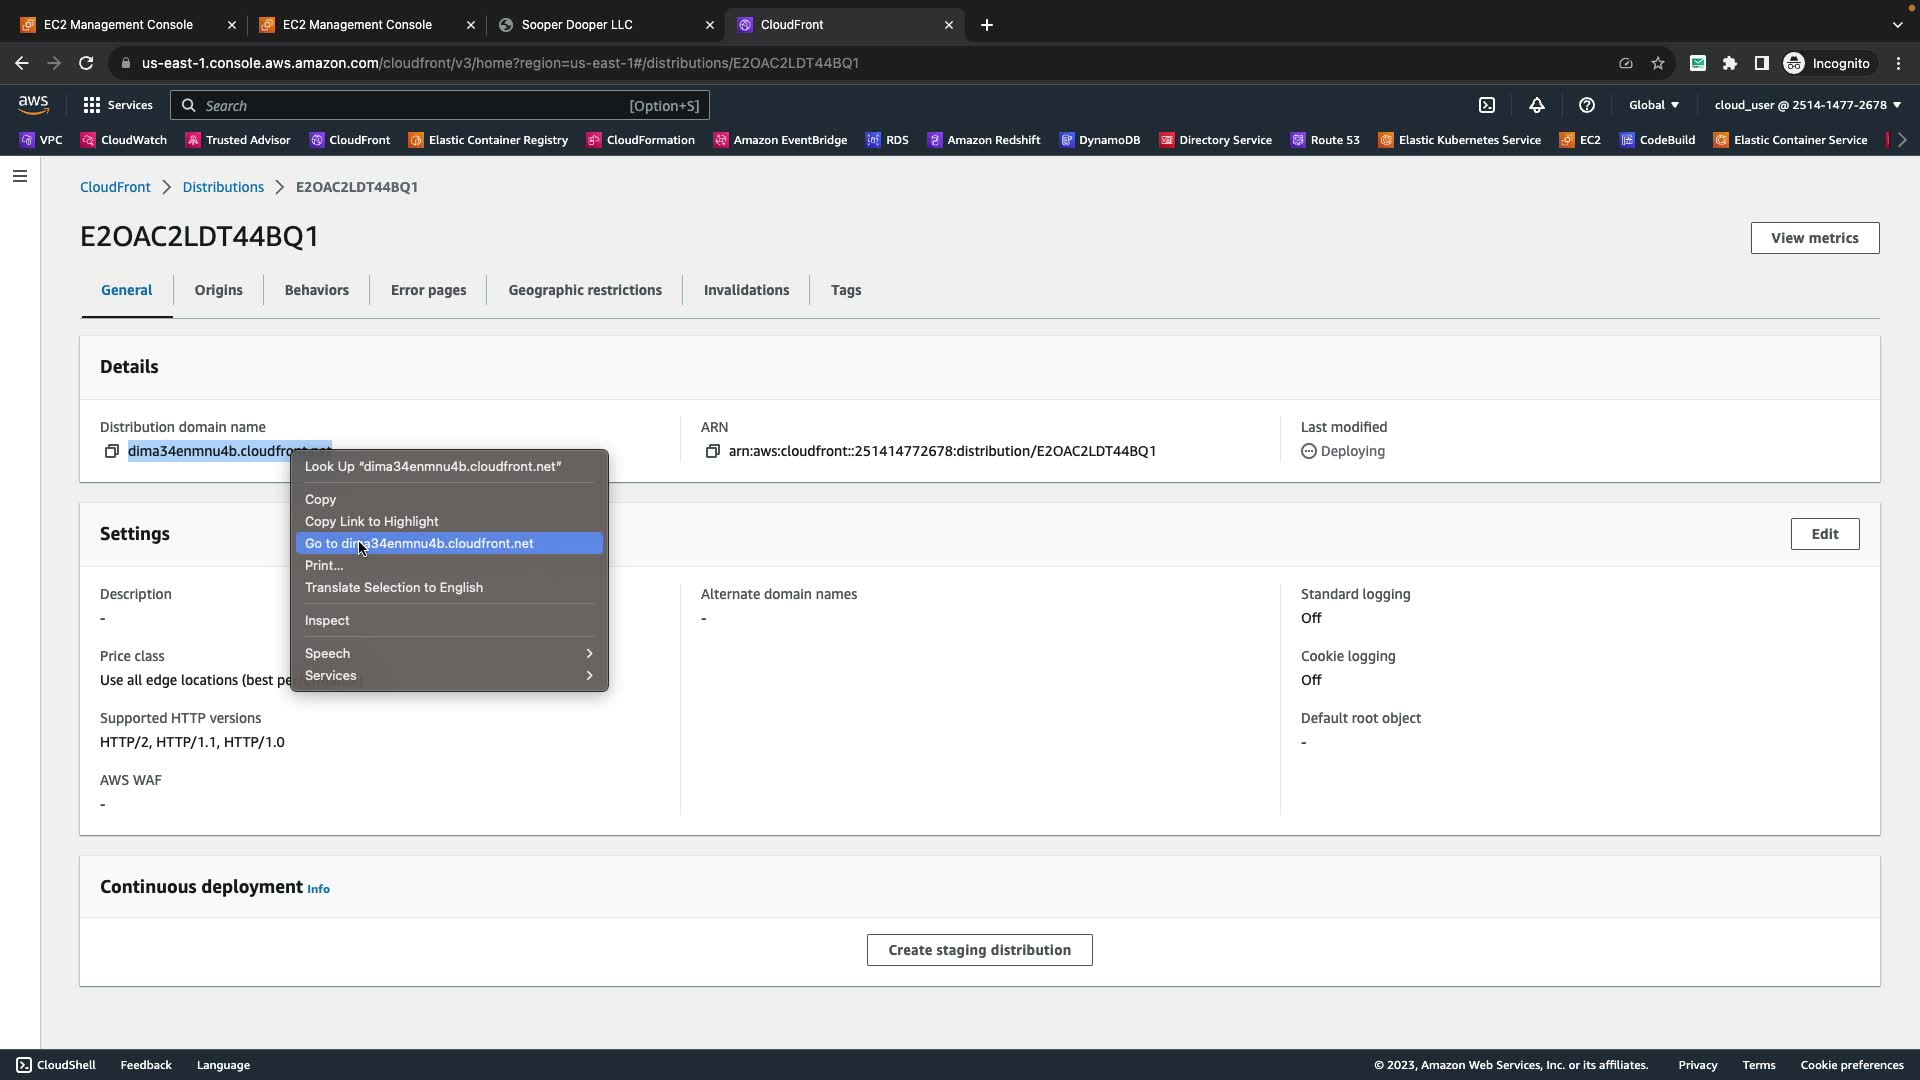 EC2 Management Console
EC2 Management Console
Sooper Dooper LLC
CloudFront
us-east-1.console.aws.amazon.com/cloudfront/v3/home?region=us-east-1#/distributions/E2OAC2LDT44BQ1
Incognito
aws
Services
Search
[Option+S]
Global
cloud_user @ 2514-1477-2678
VPC
CloudWatch
Trusted Advisor
CloudFront
Elastic Container Registry
CloudFormation
Amazon EventBridge
RDS
Amazon Redshift
DynamoDB
Directory Service
Route 53
Elastic Kubernetes Service
EC2
CodeBuild
Elastic Container Service
CloudFront
Distributions
E2OAC2LDT44BQ1
E2OAC2LDT44BQ1
View metrics
General
Origins
Behaviors
Error pages
Geographic restrictions
Invalidations
Tags
Details
Distribution domain name
dima34enmnu4b.cloudfront.net
ARN
arn:aws:cloudfront::251414772678:distribution/E2OAC2LDT44BQ1
Last modified
Deploying
Look Up “dima34enmnu4b.cloudfront.net”
Copy
Copy Link to Highlight
Go to dima34enmnu4b.cloudfront.net
Print...
Translate Selection to English
Inspect
Speech
Services
Settings
Edit
Description
-
Price class
Use all edge locations (best
Supported HTTP versions
HTTP/2, HTTP/1.1, HTTP/1.0
AWS WAF
-
Alternate domain names
-
Standard logging
Off
Cookie logging
Off
Default root object
-
Continuous deployment Info
Create staging distribution
CloudShell
Feedback
Language
© 2023, Amazon Web Services, Inc. or its affiliates.
Privacy
Terms
Cookie preferences